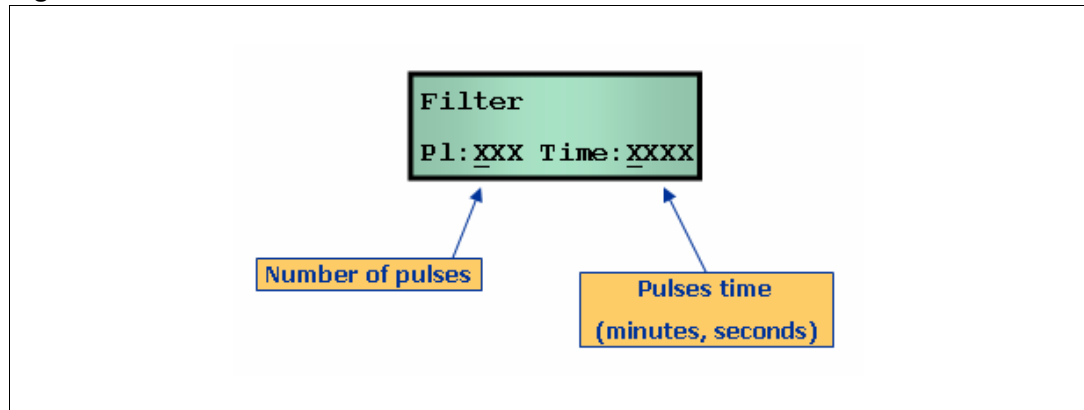 Filter
Pl:XXX Time:XXXX
Number of pulses
Pulses time
(minutes, seconds)